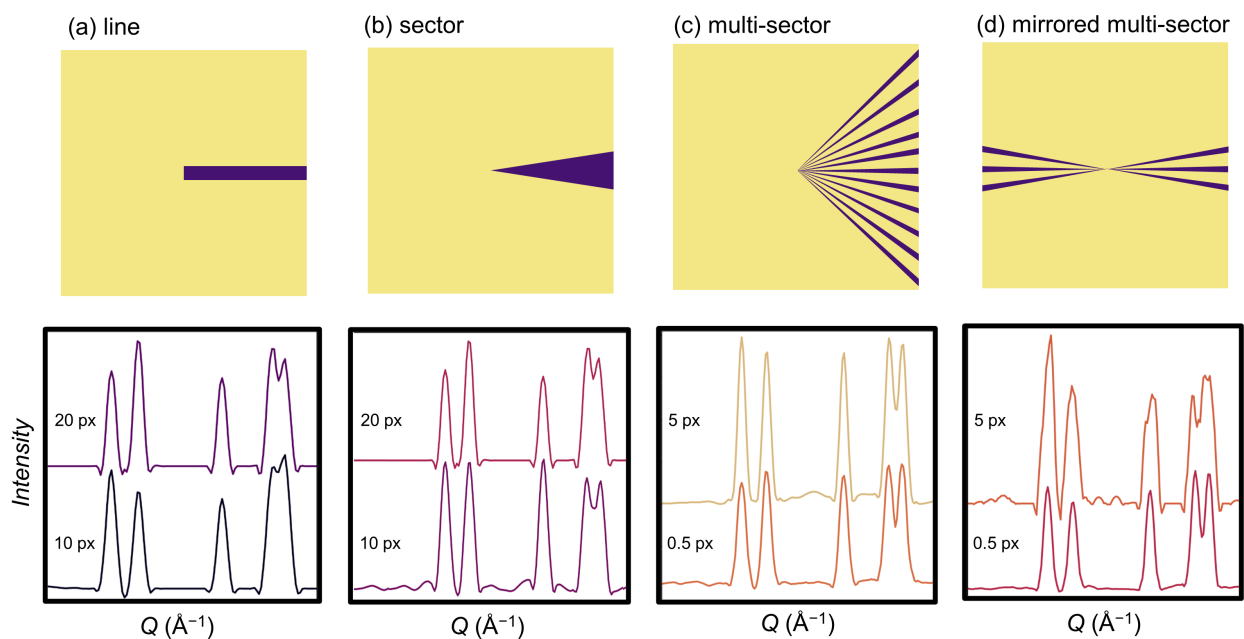 (a) line
(b) sector
(c) multi-sector
(d) mirrored multi-sector
Intensity
20 px
10 px
20 px
10 px
5 px
0.5 px
5 px
0.5 px
Q (Å⁻¹)
Q (Å⁻¹)
Q (Å⁻¹)
Q (Å⁻¹)